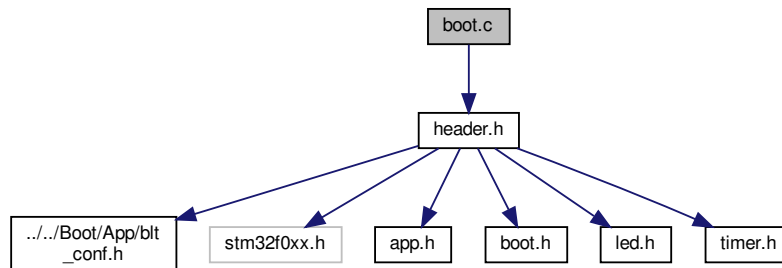 boot.c
header.h
../../Boot/App/blt
_conf.h
stm32f0xx.h
app.h
boot.h
led.h
timer.h